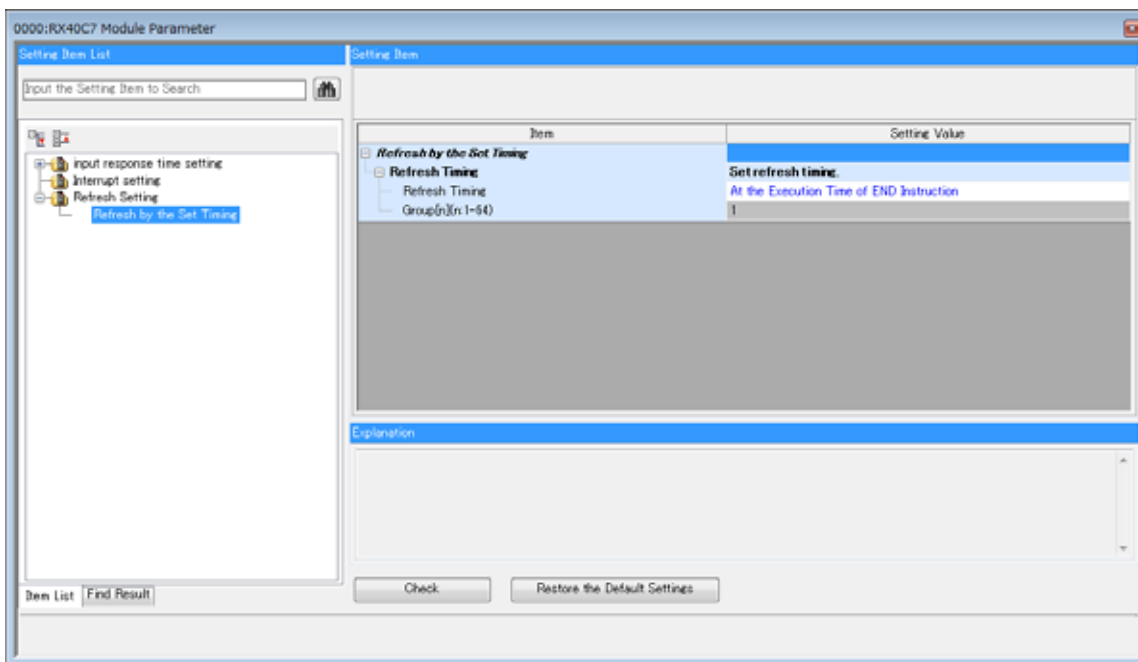 0000:RX40C7 Module Parameter
Setting Item List
Setting Item
Input the Setting Item to Search
Item
Setting Value
input response time setting
Interrupt setting
Refresh Setting
Refresh by the Set Timing
Refresh by the Set Timing
Refresh Timing
Set refresh timing.
Refresh Timing
At the Execution Time of END Instruction
Group[n](n:1-64)
1
Explanation
Check
Restore the Default Settings
Item List
Find Result